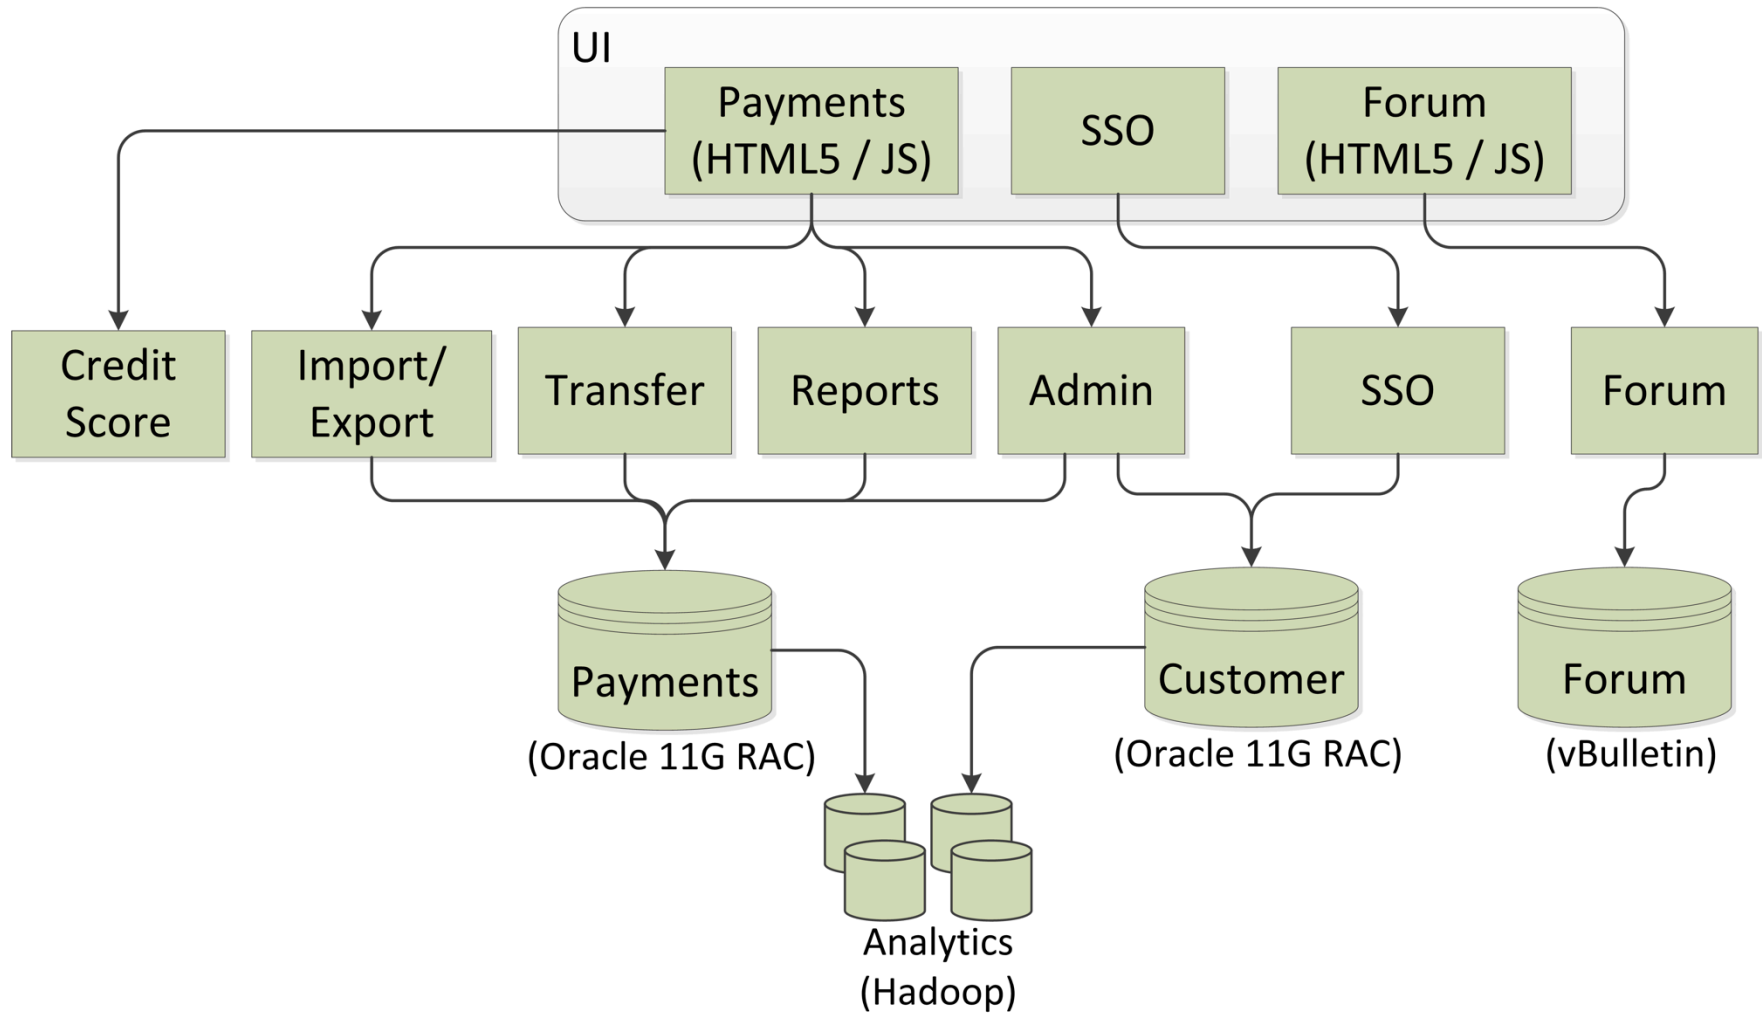 UI
Payments
(HTML5 / JS)
SSO
Forum
(HTML5 / JS)
Credit
Score
Import/
Export
Transfer
Reports
Admin
SSO
Forum
Payments
(Oracle 11G RAC)
Customer
(Oracle 11G RAC)
Forum
(vBulletin)
Analytics
(Hadoop)